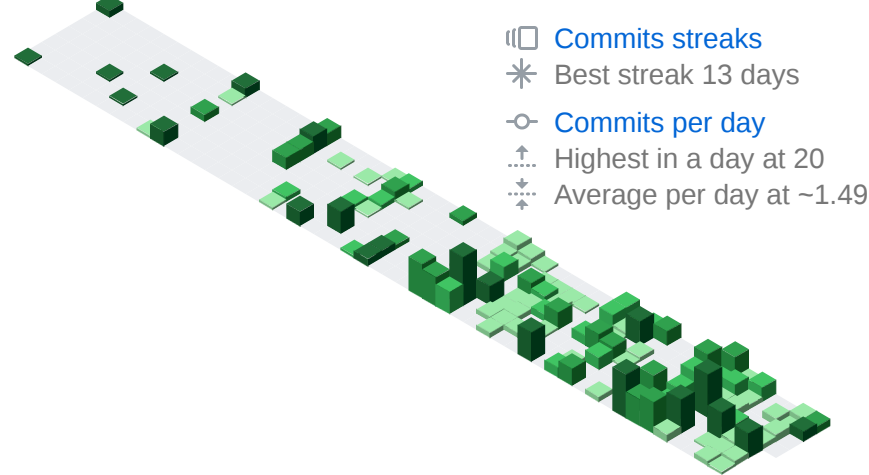 Commits streaks
Best streak 13 days
Commits per day
Highest in a day at 20
Average per day at ~1.49